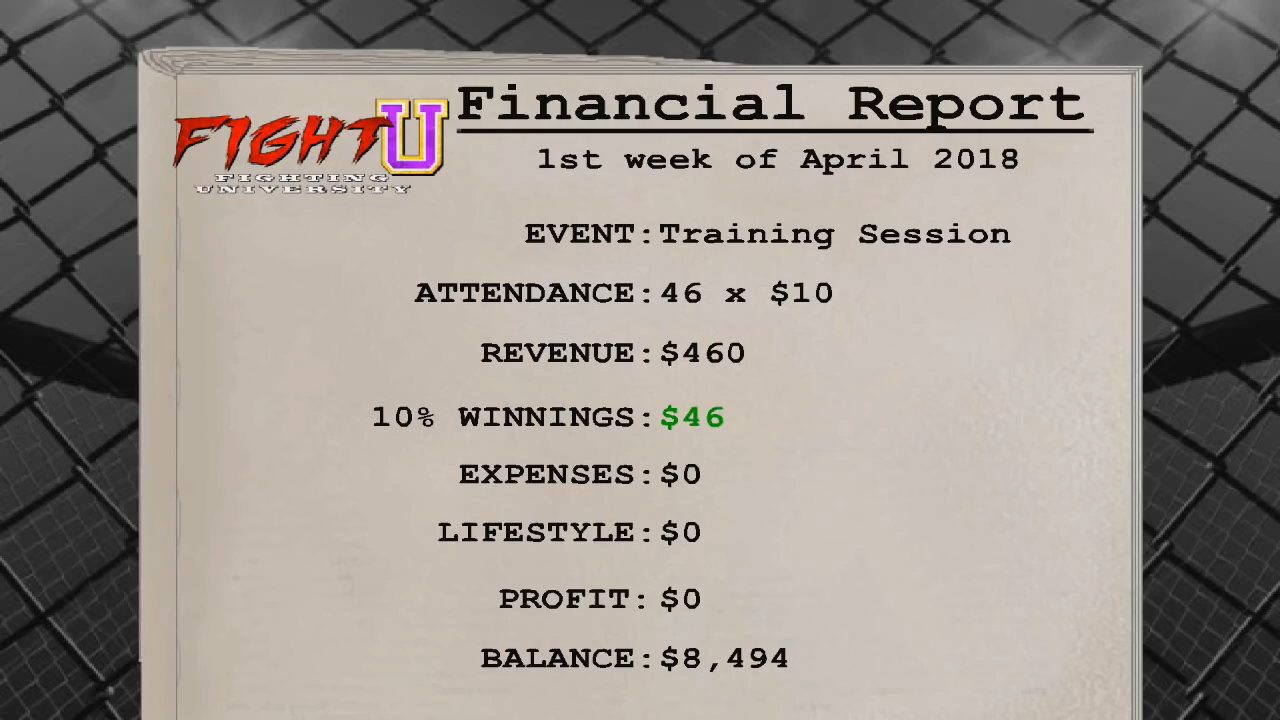 FIGHT U
FIGHTING
UNIVERSITY
Financial Report
1st week of April 2018
EVENT: Training Session
ATTENDANCE: 46 x $10
REVENUE: $460
10% WINNINGS: $46
EXPENSES: $0
LIFESTYLE: $0
PROFIT: $0
BALANCE: $8,494